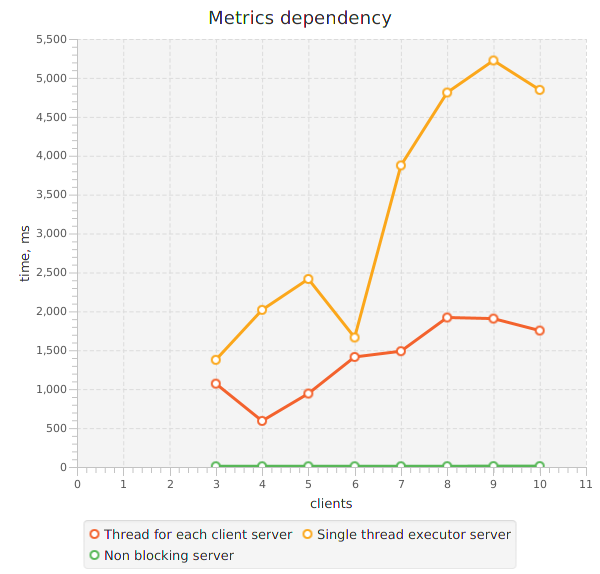 Metrics dependency
5,500
5,000
4,500
4,000
3,500
3,000
2,500
2,000
1,500
1,000
500
0
time, ms
0 1 2 3 4 5 6 7 8 9 10 11
clients
Thread for each client server Single thread executor server
Non blocking server